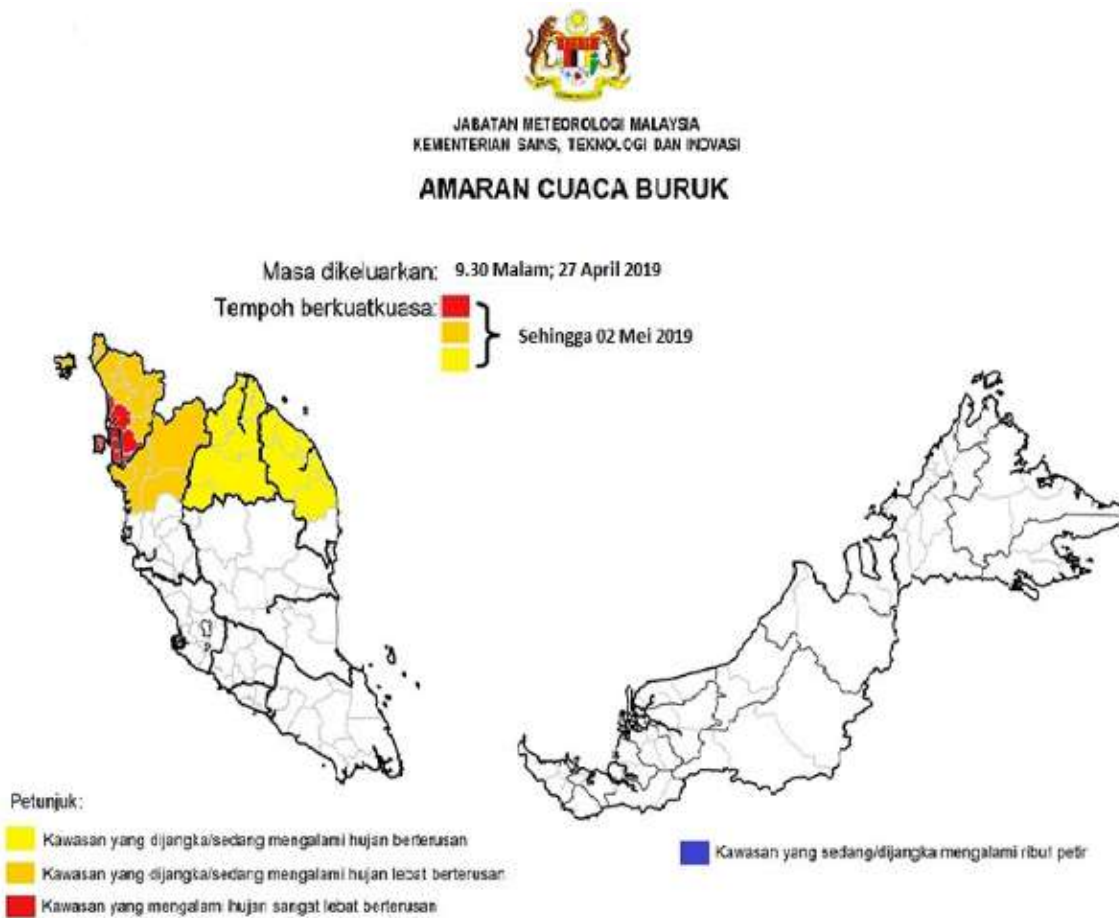 JABATAN METEOROLOGI MALAYSIA
KEMENTERIAN SAINS, TEKNOLOGI DAN INOVASI
AMARAN CUACA BURUK
Masa dikeluarkan: 9.30 Malam; 27 April 2019
Tempoh berkuatkuasa:
Sehingga 02 Mei 2019
Petunjuk:
Kawasan yang dijangka/sedang mengalami hujan berterusan
Kawasan yang dijangka/sedang mengalami hujan lebat berterusan
Kawasan yang mengalami hujan sangat lebat berterusan
Kawasan yang sedang/dijangka mengalami ribut petir